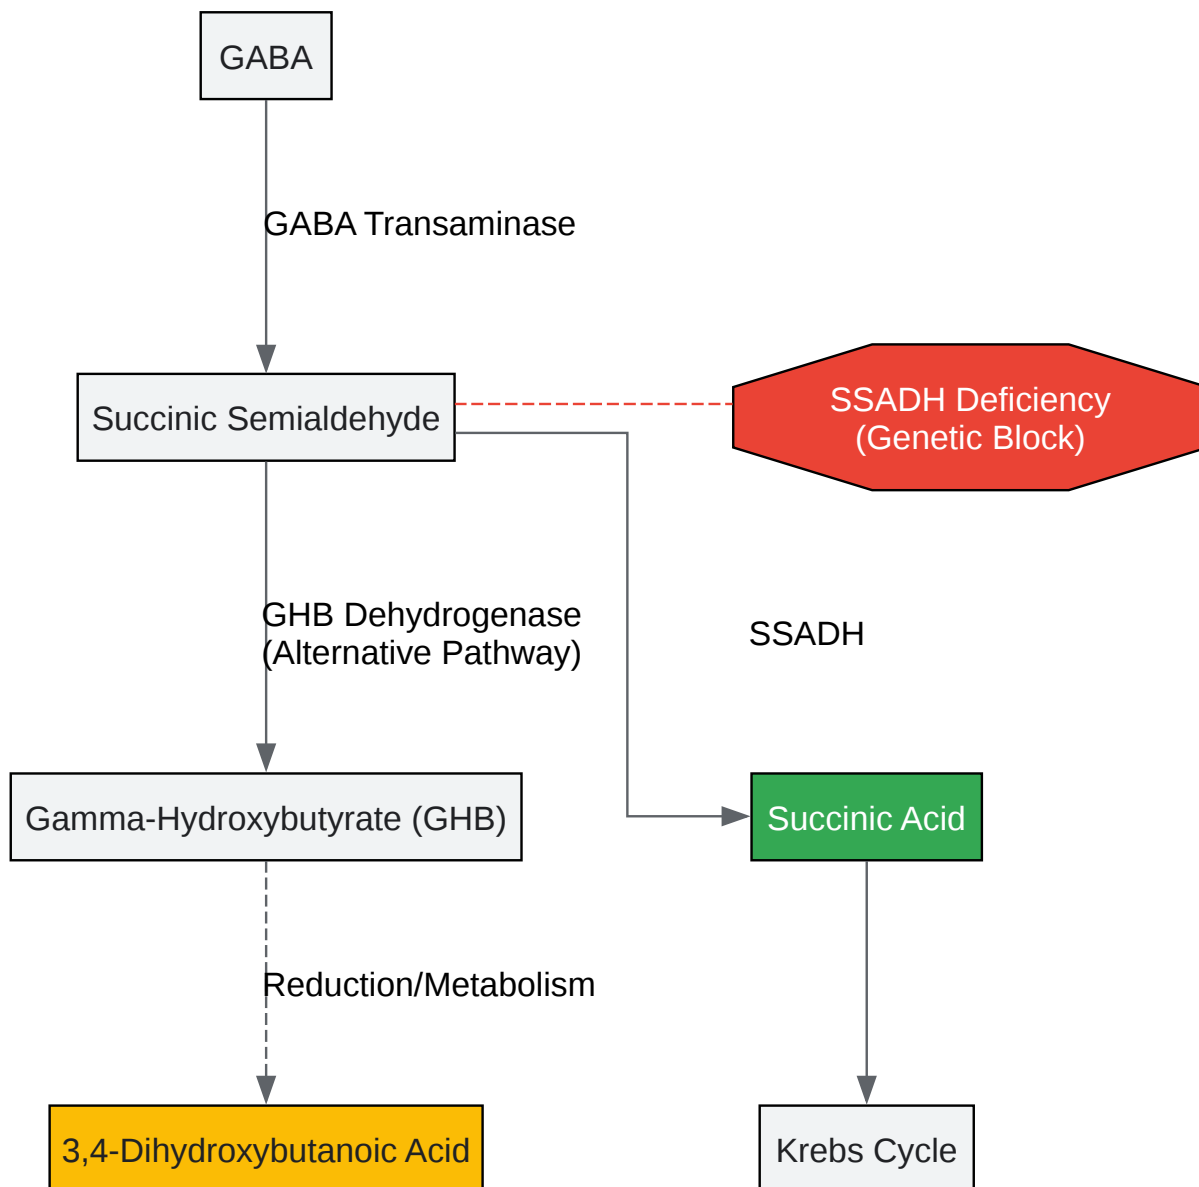 GABA
GABA Transaminase
Succinic Semialdehyde
SSADH Deficiency
(Genetic Block)
GHB Dehydrogenase
(Alternative Pathway)
SSADH
Gamma-Hydroxybutyrate (GHB)
Succinic Acid
Reduction/Metabolism
3,4-Dihydroxybutanoic Acid
Krebs Cycle